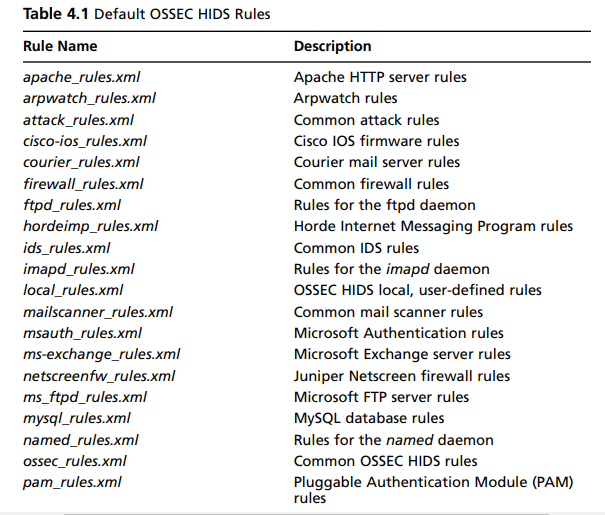 Table 4.1 Default OSSEC HIDS Rules
Rule Name Description
apache_rules.xml Apache HTTP server rules
arpwatch_rules.xml Arpwatch rules
attack_rules.xml Common attack rules
cisco-ios_rules.xml Cisco IOS firmware rules
courier_rules.xml Courier mail server rules
firewall_rules.xml Common firewall rules
ftpd_rules.xml Rules for the ftpd daemon
hordeimp_rules.xml Horde Internet Messaging Program rules
ids_rules.xml Common IDS rules
imapd_rules.xml Rules for the imapd daemon
local_rules.xml OSSEC HIDS local, user-defined rules
mailscanner_rules.xml Common mail scanner rules
msauth_rules.xml Microsoft Authentication rules
ms-exchange_rules.xml Microsoft Exchange server rules
netscreenfw_rules.xml Juniper Netscreen firewall rules
ms_ftpd_rules.xml Microsoft FTP server rules
mysql_rules.xml MySQL database rules
named_rules.xml Rules for the named daemon
ossec_rules.xml Common OSSEC HIDS rules
pam_rules.xml Pluggable Authentication Module (PAM)
rules